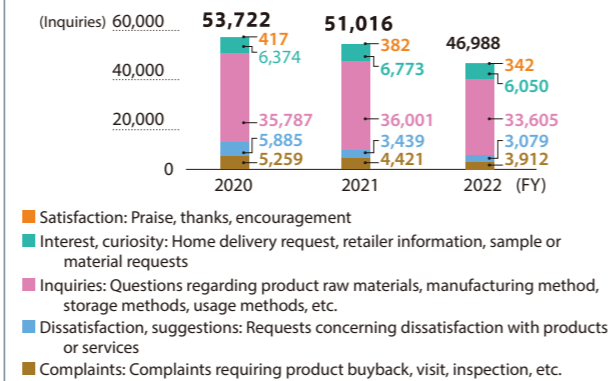 (Inquiries) 60,000
53,722 51,016 46,988
417 382 342
6,374 6,773 6,050
40,000
35,787 36,001 33,605
20,000
5,885 3,439 3,079
5,259 4,421 3,912
0
2020 2021 2022 (FY)
Satisfaction: Praise, thanks, encouragement
Interest, curiosity: Home delivery request, retailer information, sample or
material requests
Inquiries: Questions regarding product raw materials, manufacturing method,
storage methods, usage methods, etc.
Dissatisfaction, suggestions: Requests concerning dissatisfaction with products
or services
Complaints: Complaints requiring product buyback, visit, inspection, etc.